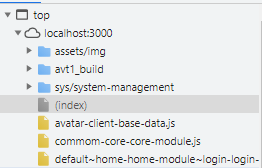 top
localhost:3000
assets/img
avt1_build
sys/system-management
(index)
avatar-client-base-data.js
commom-core-core-module.js
default~home-home-module~login-login-